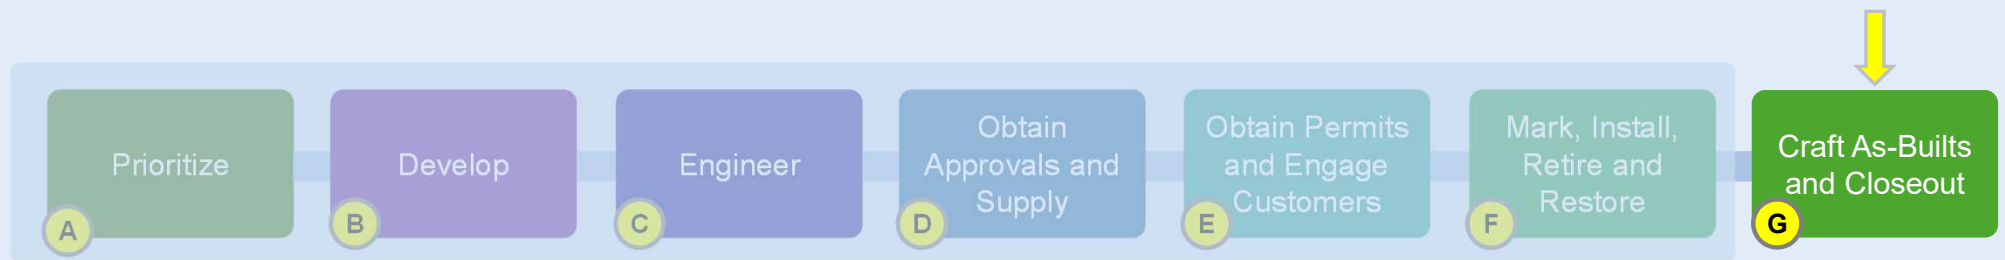 Prioritize
A
Develop
B
Engineer
C
Obtain
Approvals and
Supply
D
Obtain Permits
and Engage
Customers
E
Mark, Install,
Retire and
Restore
F
Craft As-Builts
and Closeout
G